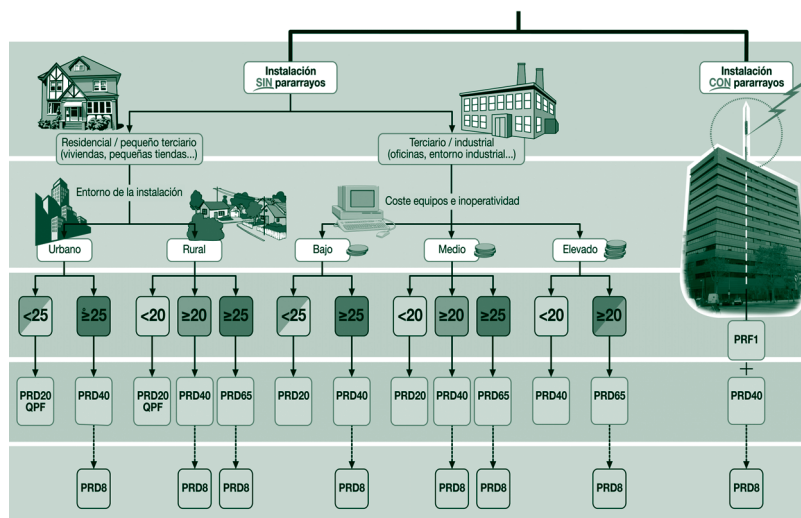 Instalación
SIN pararrayos
Instalación
CON pararrayos
Residencial / pequeño terciario
(viviendas, pequeñas tiendas...)
Terciario / industrial
(oficinas, entorno industrial...)
Entorno de la instalación
Coste equipos e inoperatividad
Urbano
Rural
Bajo
Medio
Elevado
<25
≥25
<20
≥20
≥25
<25
≥25
<20
≥20
≥25
<20
≥20
PRF1
+
PRD20
QPF
PRD40
PRD20
QPF
PRD40
PRD65
PRD20
PRD40
PRD20
PRD40
PRD65
PRD40
PRD65
PRD40
PRD8
PRD8
PRD8
PRD8
PRD8
PRD8
PRD8
PRD8